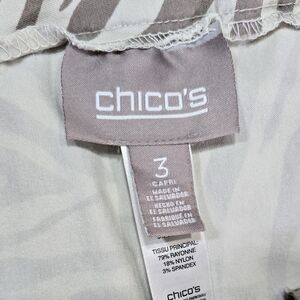 chico's
3
CAPRI
MADE IN
EL SALVADOR
HECHO EN
EL SALVADOR
FABRIQUÉ EN
EL SALVADOR
TISSU PRINCIPAL:
79% RAYONNE
18% NYLON
3% SPANDEX
chico's